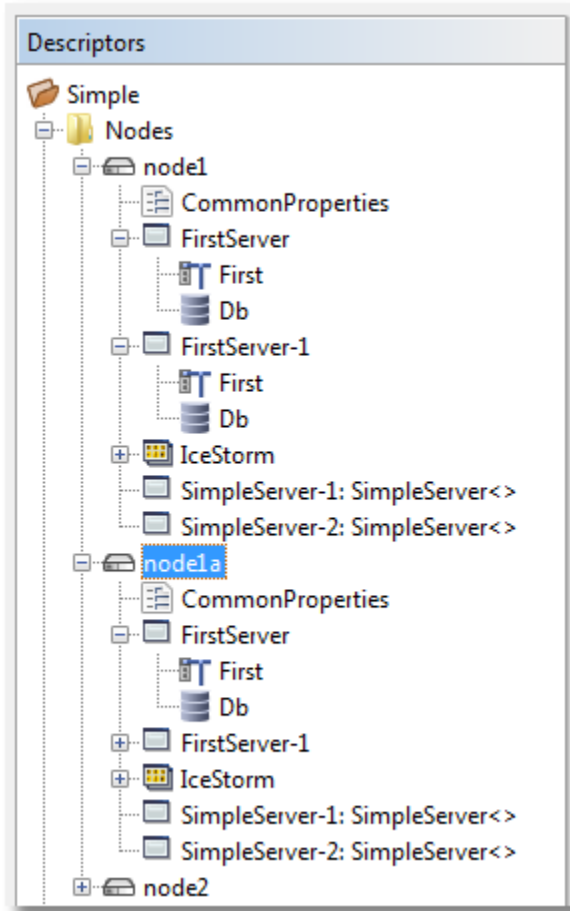 Descriptors
Simple
Nodes
node1
CommonProperties
FirstServer
First
Db
FirstServer-1
First
Db
IceStorm
SimpleServer-1: SimpleServer<>
SimpleServer-2: SimpleServer<>
node1a
CommonProperties
FirstServer
First
Db
FirstServer-1
IceStorm
SimpleServer-1: SimpleServer<>
SimpleServer-2: SimpleServer<>
node2